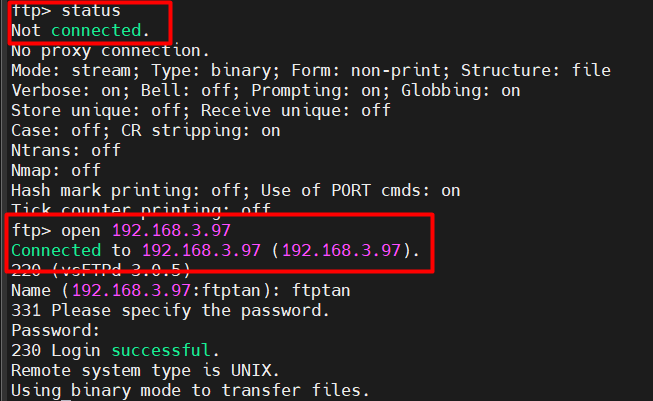 ftp> status
Not connected.
No proxy connection.
Mode: stream; Type: binary; Form: non-print; Structure: file
Verbose: on; Bell: off; Prompting: on; Globbing: on
Store unique: off; Receive unique: off
Case: off; CR stripping: on
Ntrans: off
Nmap: off
Hash mark printing: off; Use of PORT cmds: on
Tick counter printing: off
ftp> open 192.168.3.97
Connected to 192.168.3.97 (192.168.3.97).
220 (vsFTPd 3.0.5)
Name (192.168.3.97:ftptan): ftptan
331 Please specify the password.
Password:
230 Login successful.
Remote system type is UNIX.
Using binary mode to transfer files.